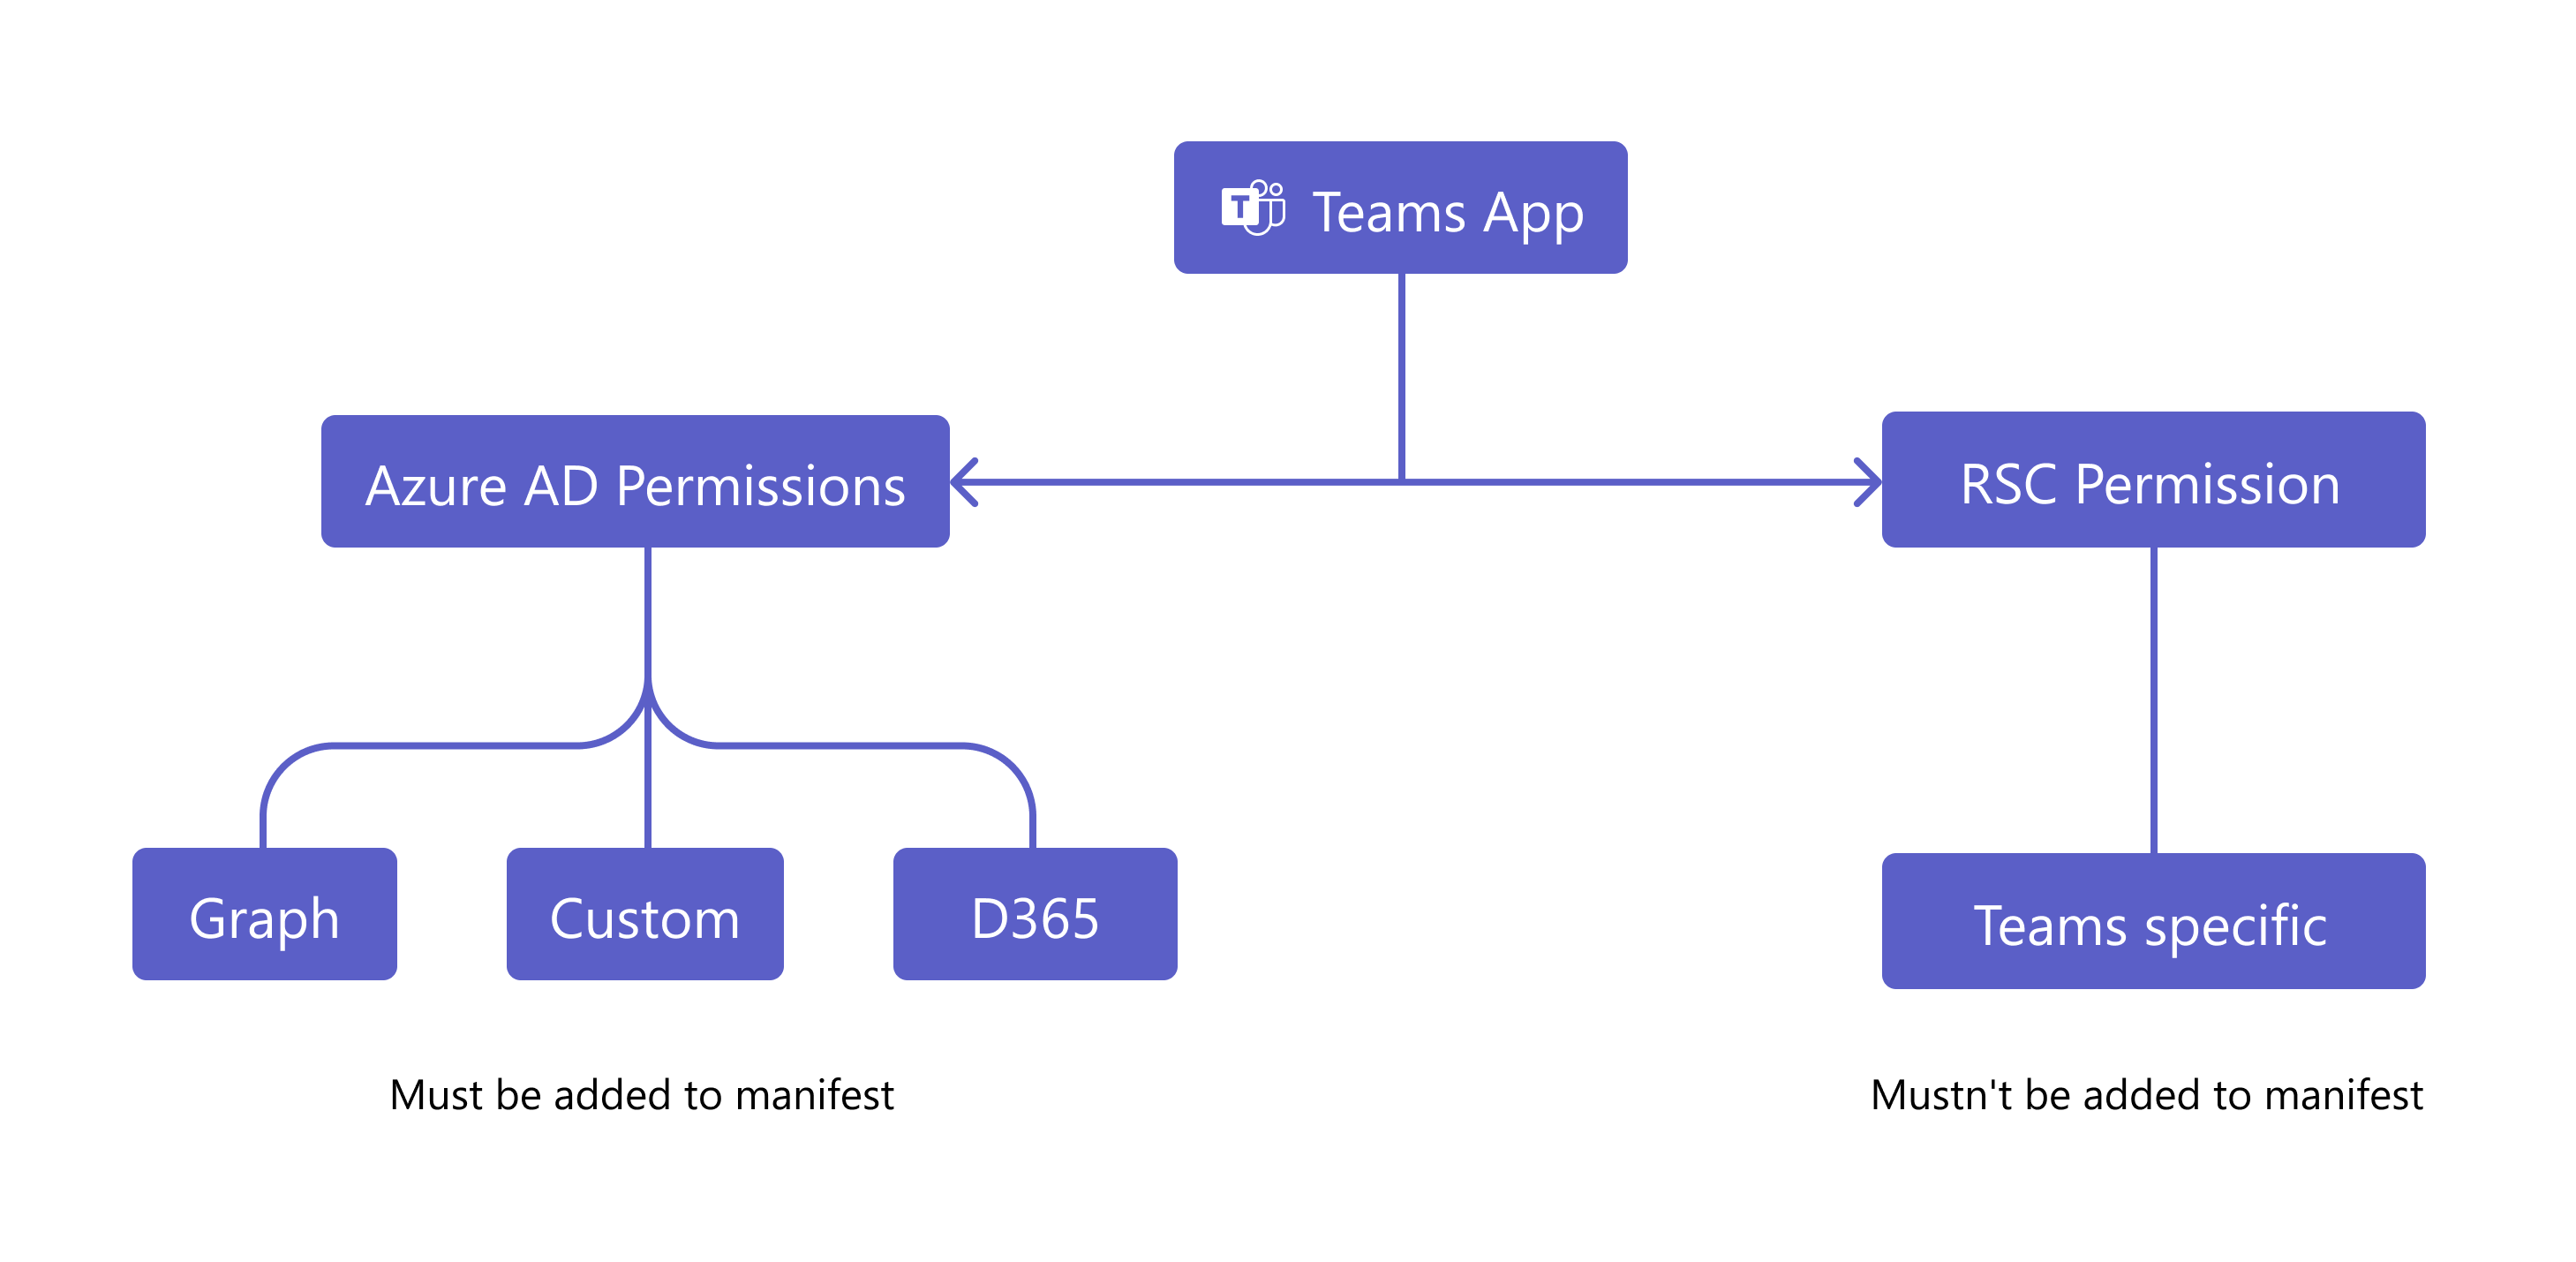 Teams App
Azure AD Permissions
RSC Permission
Graph
Custom
D365
Teams specific
Must be added to manifest
Mustn't be added to manifest